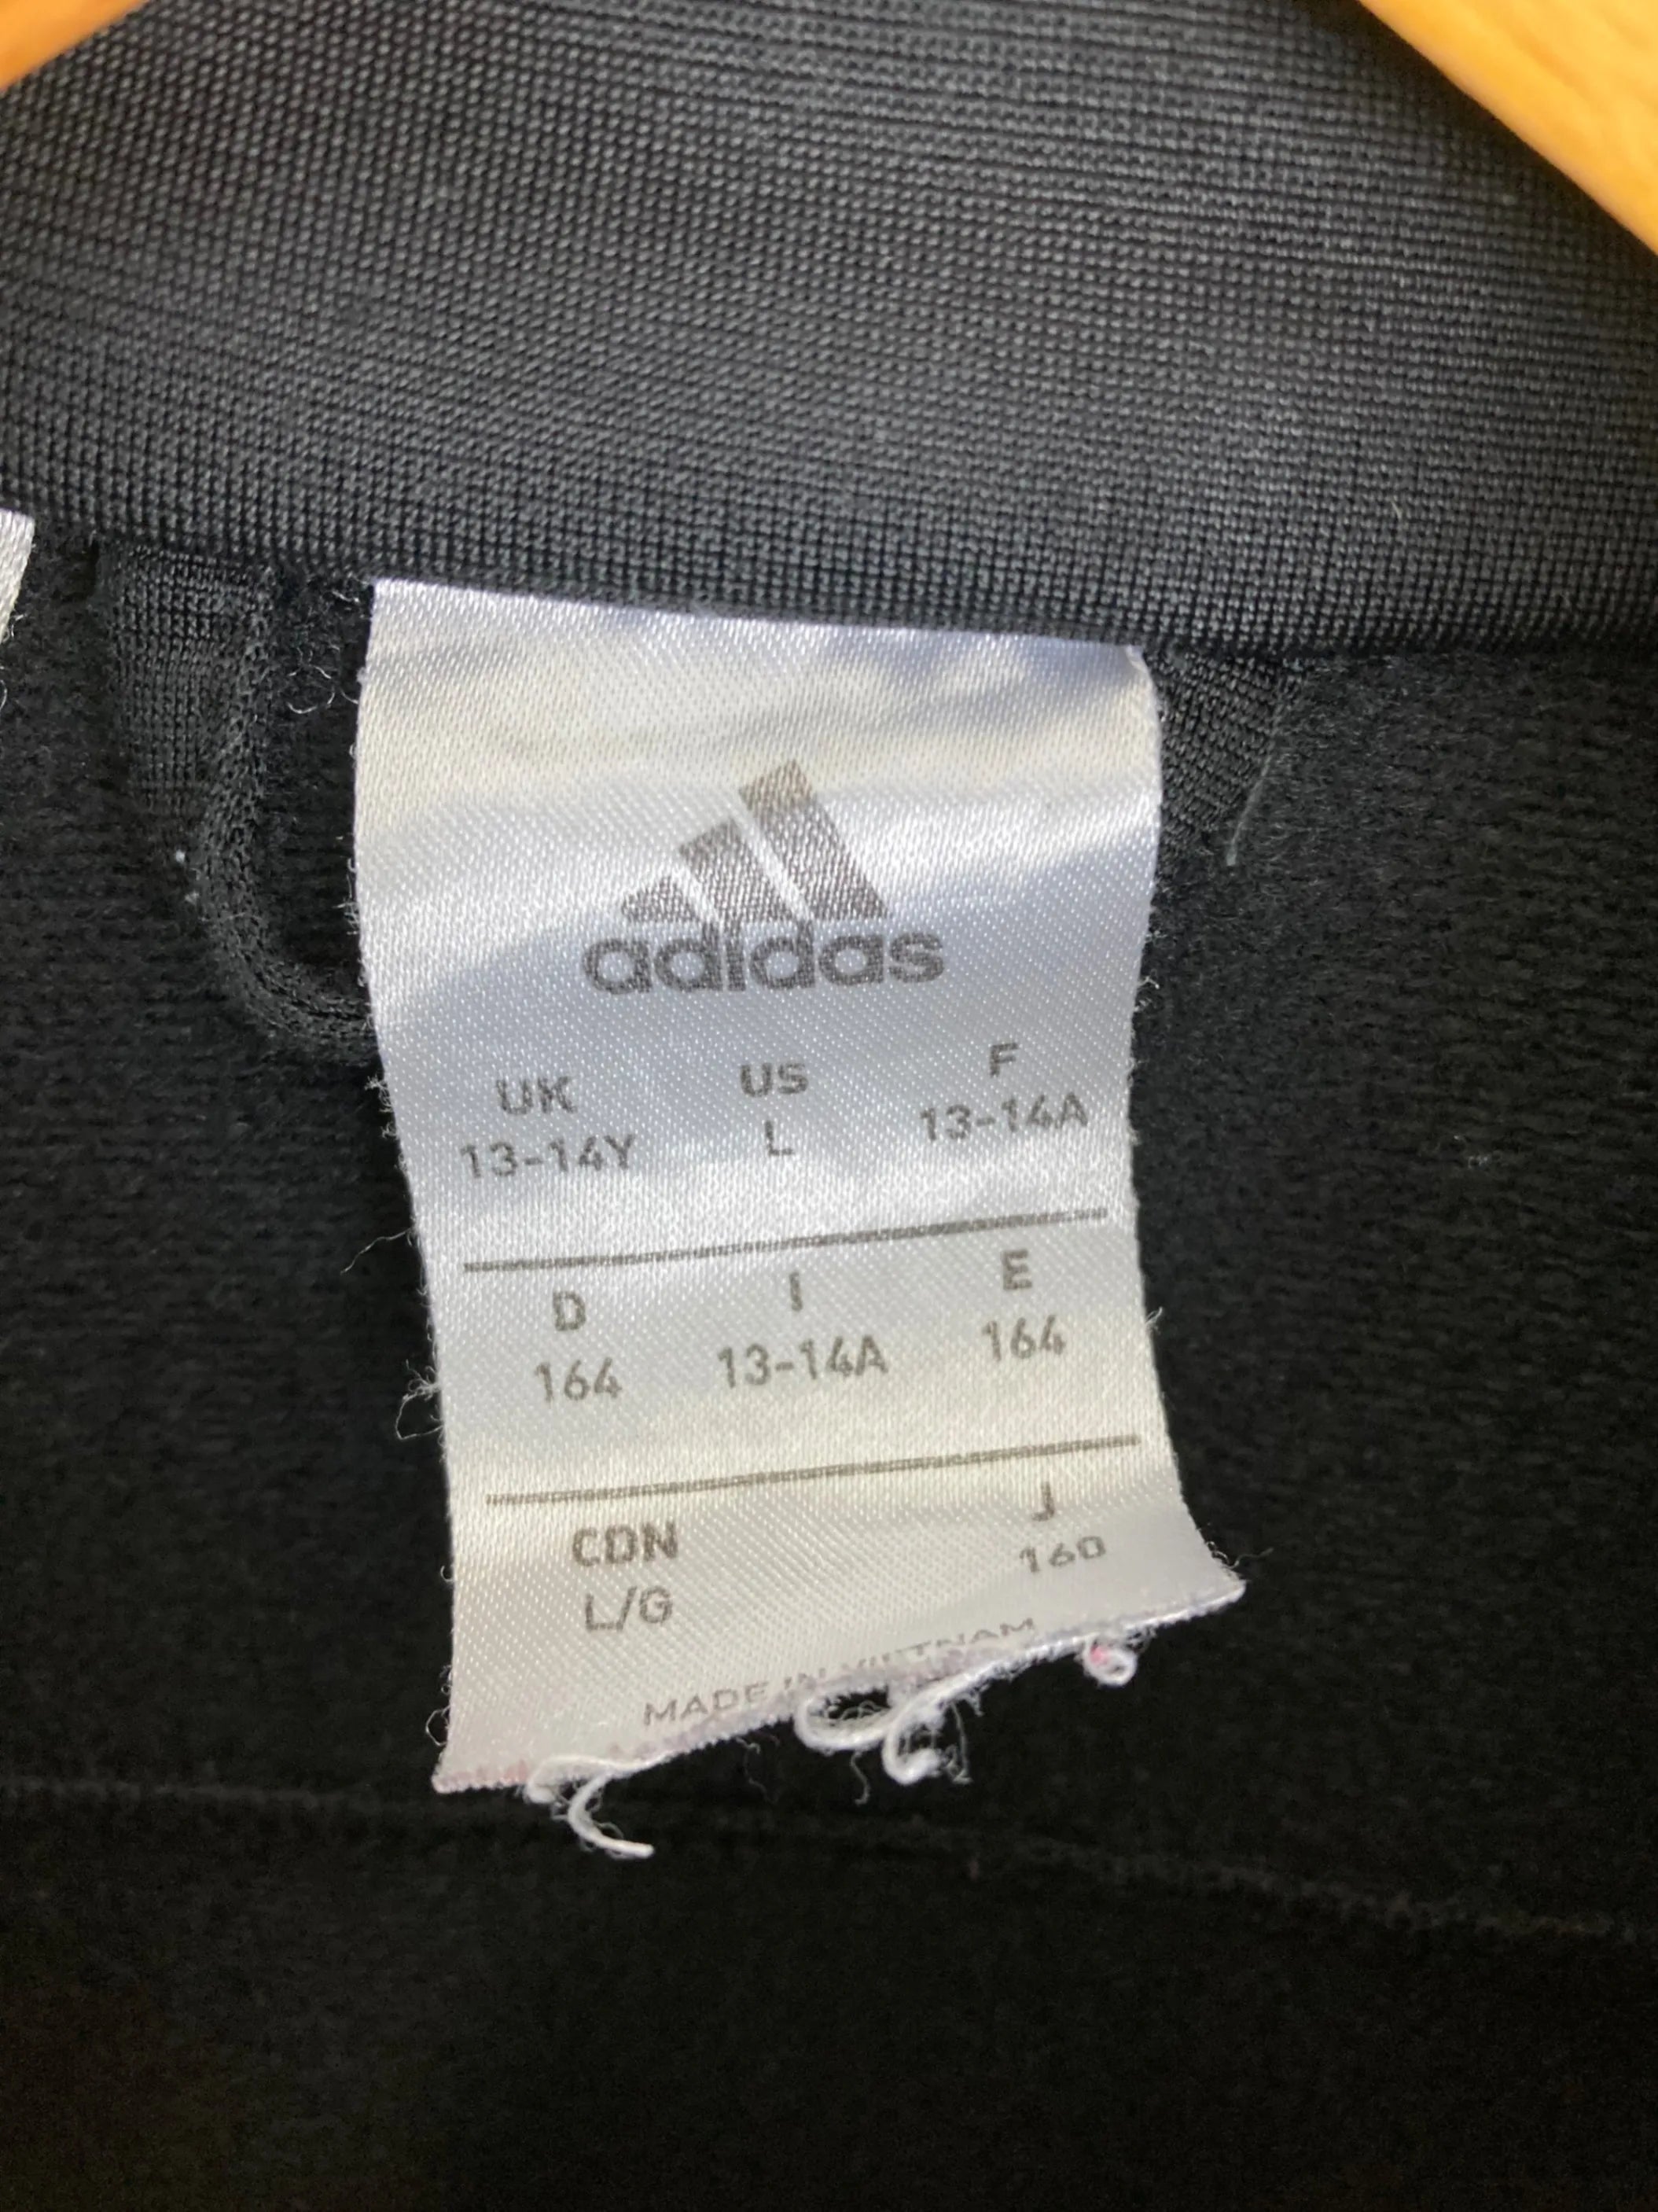 adidas
UK US F
13-14Y L 13-14A
D I E
164 13-14A 164
CDN J
L/G 160
MADE IN VIETNAM